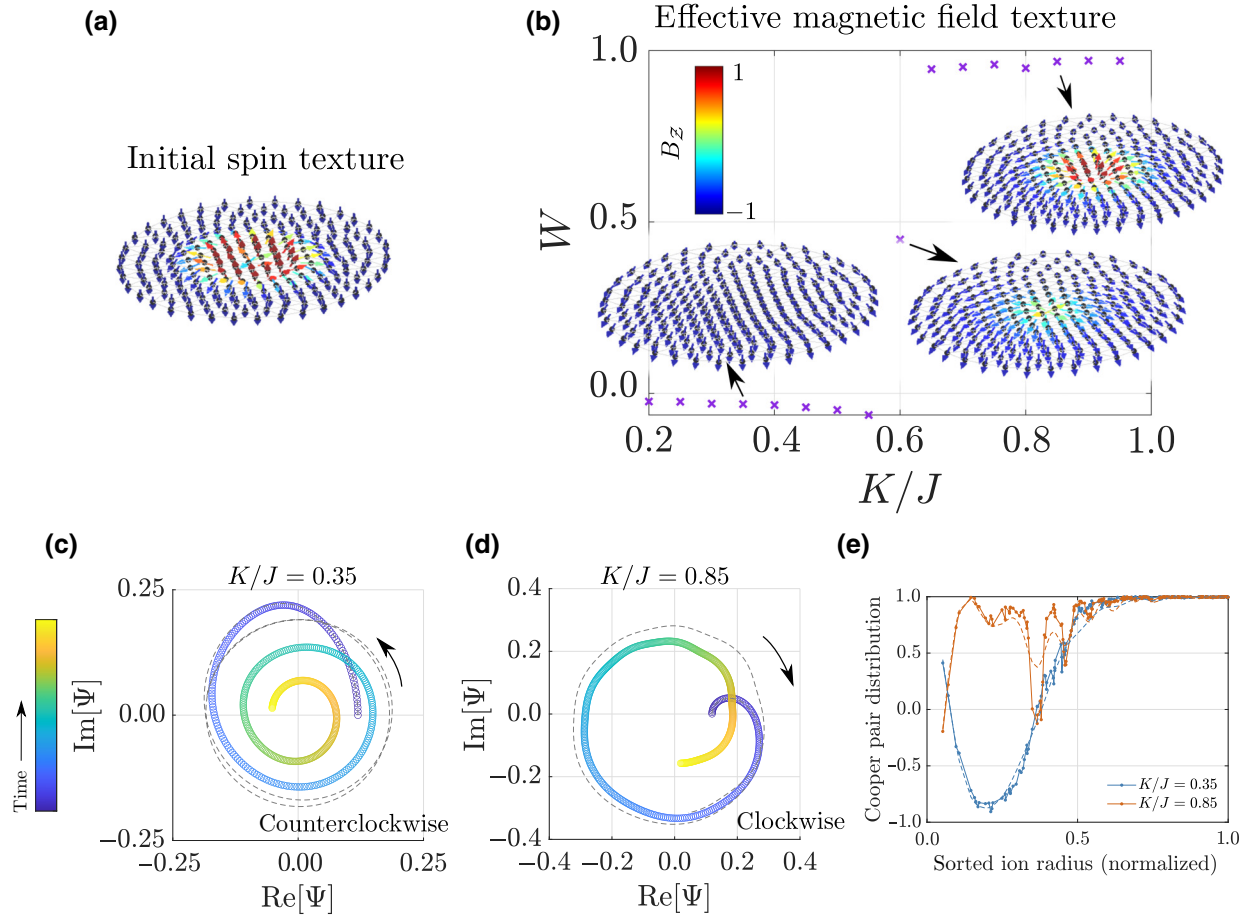 (a)
Initial spin texture
(b)
Effective magnetic field texture
1.0
0.5
0.0
W
1
−1
B_Z
0.2
0.4
0.6
0.8
1.0
K/J
(c)
K/J = 0.35
0.25
0.00
−0.25
Im[Ψ]
Time
−0.25
0.00
0.25
Re[Ψ]
Counterclockwise
(d)
K/J = 0.85
0.4
0.2
0.0
−0.2
−0.4
Im[Ψ]
−0.4
−0.2
0.0
0.2
0.4
Re[Ψ]
Clockwise
(e)
1.0
0.5
0.0
−0.5
−1.0
Cooper pair distribution
K/J = 0.35
K/J = 0.85
0.0
0.5
1.0
Sorted ion radius (normalized)